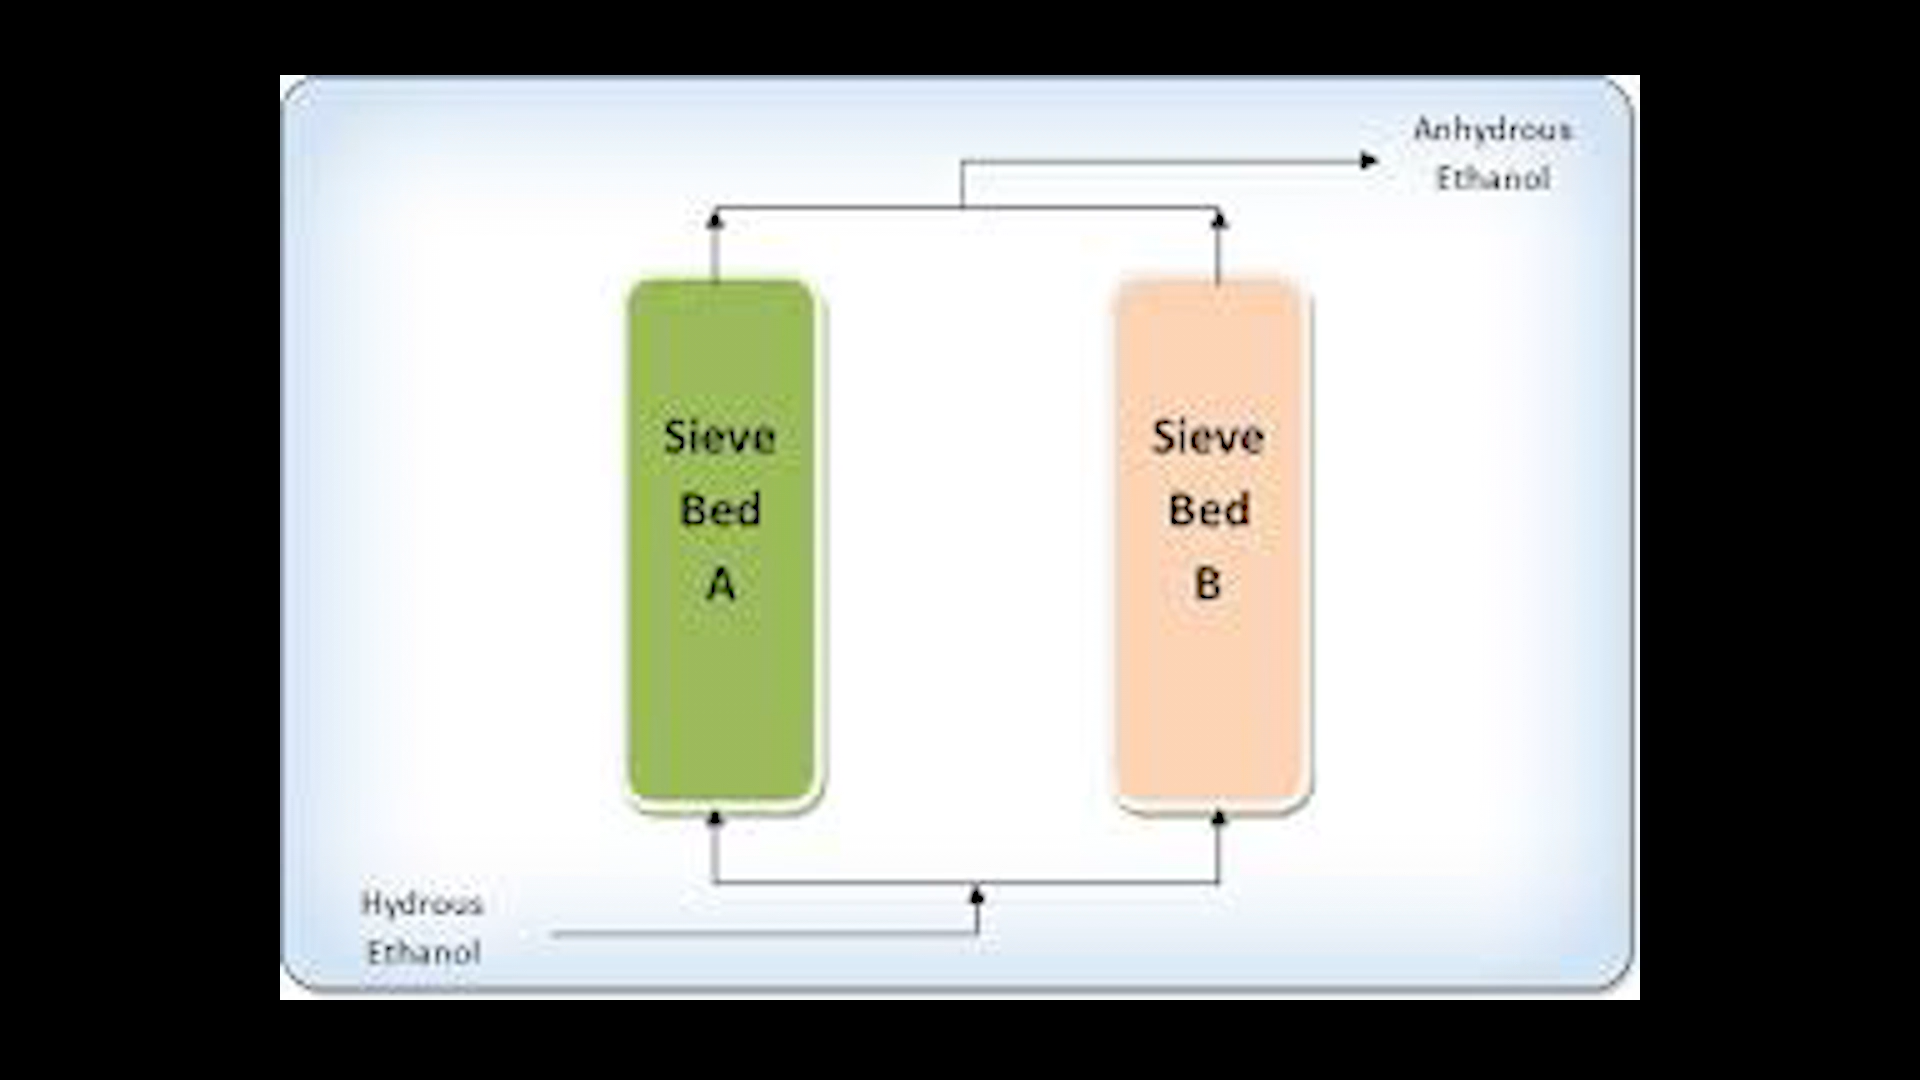 Anhydrous
Ethanol
Sieve
Bed
A
Sieve
Bed
B
Hydrous
Ethanol